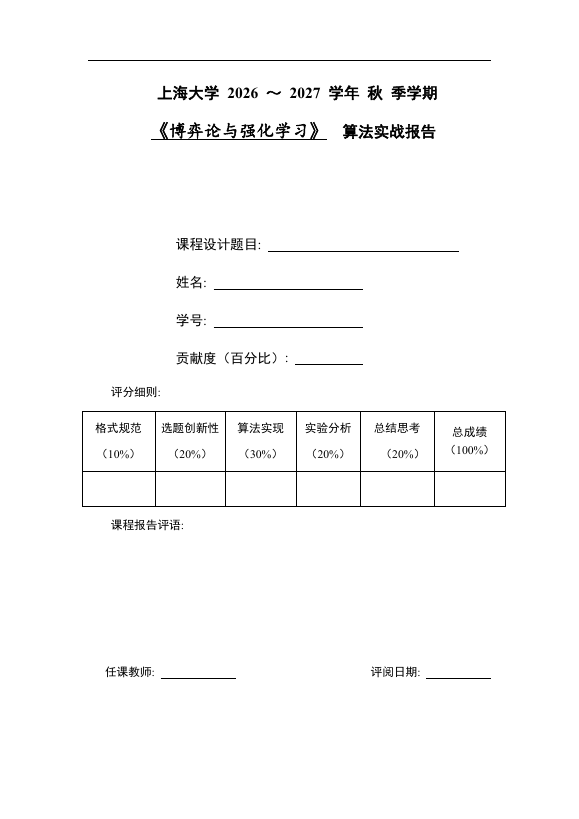 上海大学 2026 ～ 2027 学年 秋 季学期
《博弈论与强化学习》 算法实战报告
课程设计题目:
姓名:
学号:
贡献度（百分比）:
评分细则:
格式规范 选题创新性 算法实现 实验分析 总结思考 总成绩
（10%） （20%） （30%） （20%） （20%） （100%）
课程报告评语:
任课教师: 评阅日期: